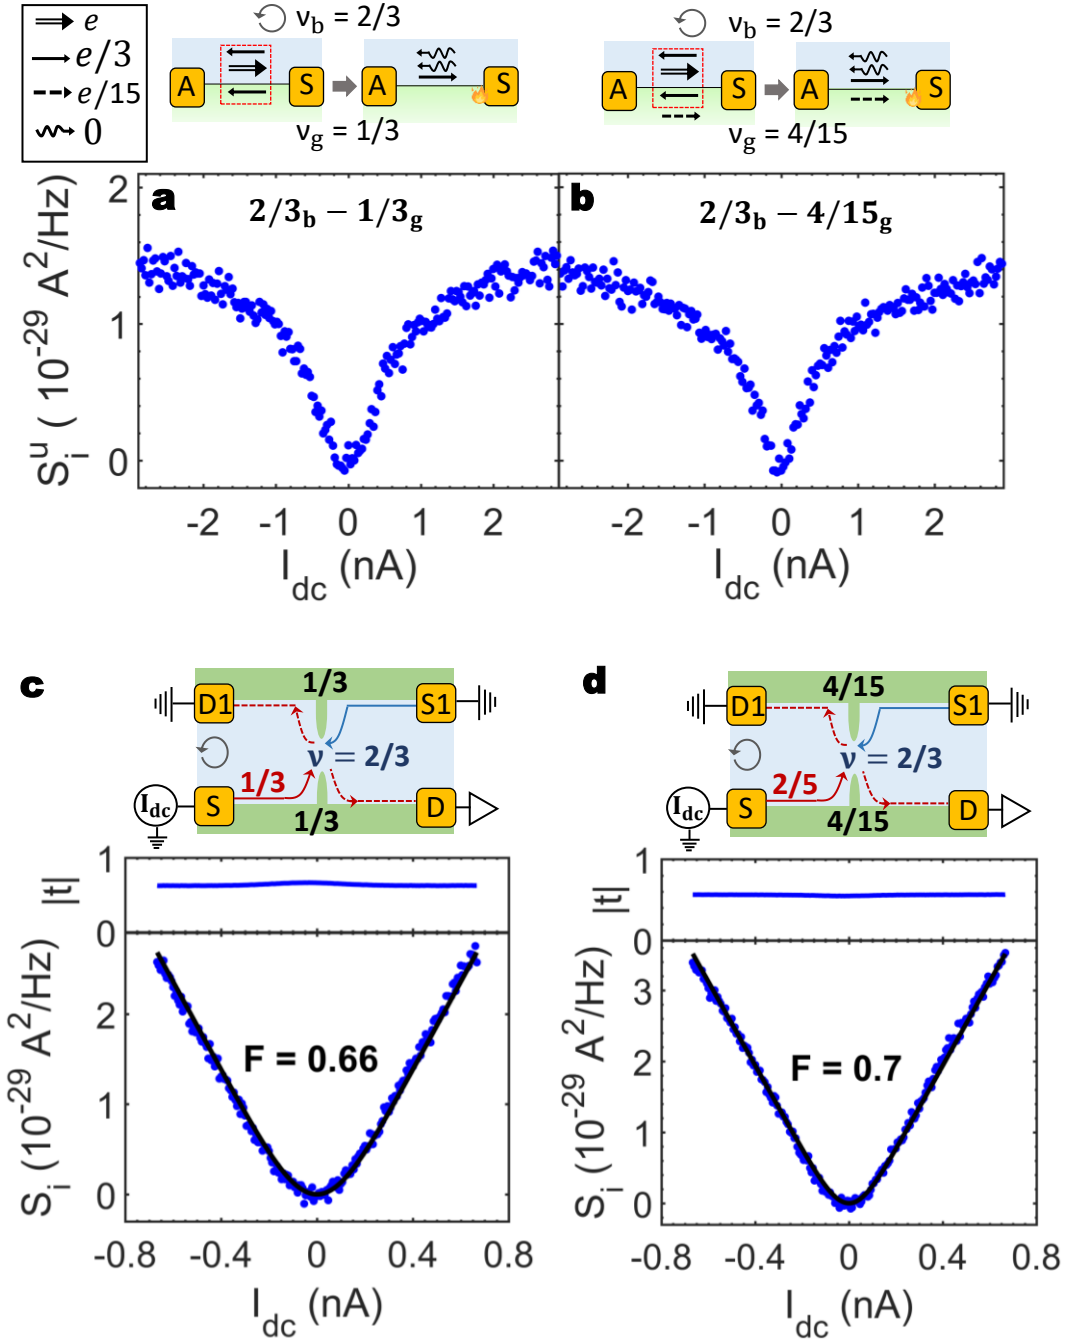 e
e/3
e/15
0
ν_b = 2/3
A
S
A
S
ν_g = 1/3
ν_b = 2/3
A
S
A
S
ν_g = 4/15
a
2/3_b − 1/3_g
b
2/3_b − 4/15_g
S_i^u ( 10^-29 A^2/Hz)
2
1
0
-2 -1 0 1 2
-2 -1 0 1 2
I_dc (nA)
I_dc (nA)
c
1/3
D1
S1
ν = 2/3
1/3
I_dc
S
D
1/3
d
4/15
D1
S1
ν = 2/3
2/5
I_dc
S
D
4/15
|t|
1
0
S_i (10^-29 A^2/Hz)
2
1
0
F = 0.66
-0.8 -0.4 0 0.4 0.8
I_dc (nA)
|t|
1
0
S_i (10^-29 A^2/Hz)
3
2
1
0
F = 0.7
-0.8 -0.4 0 0.4 0.8
I_dc (nA)